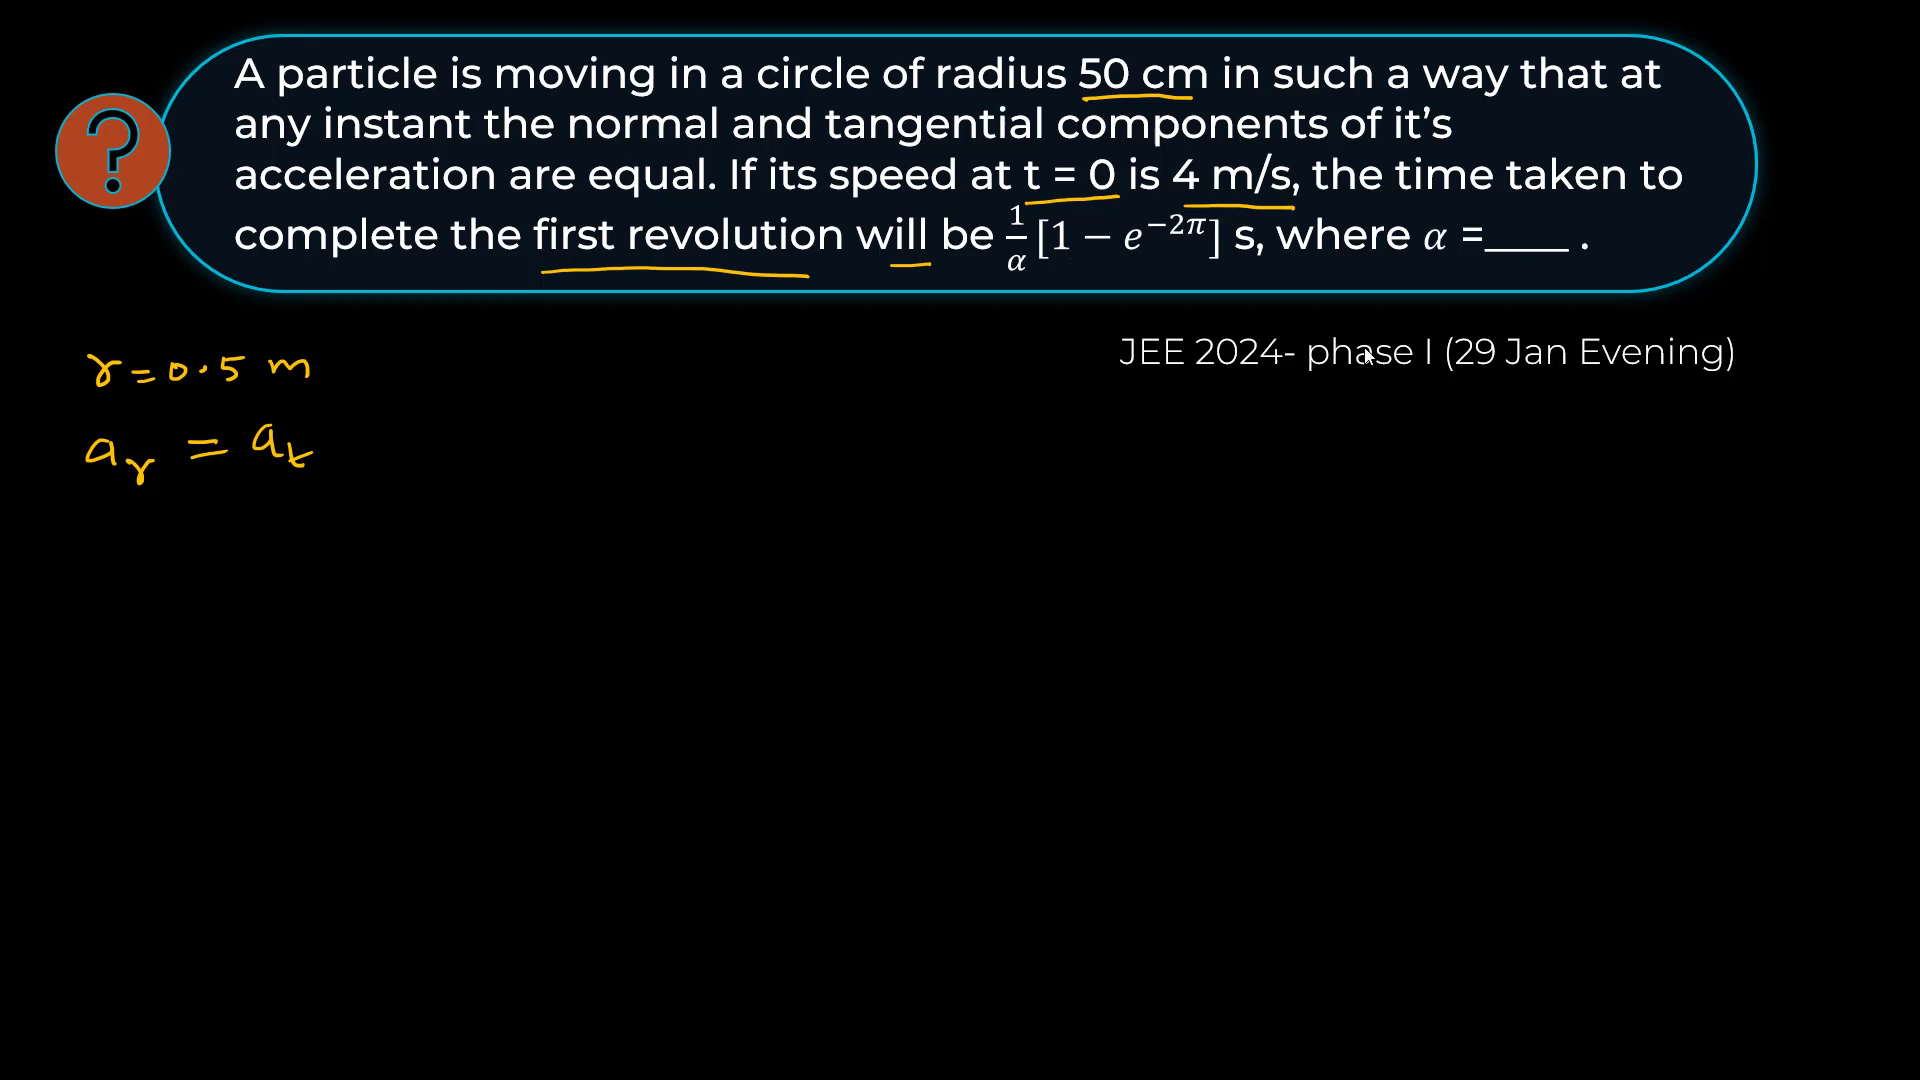 A particle is moving in a circle of radius 50 cm in such a way that at
any instant the normal and tangential components of it's
acceleration are equal. If its speed at t = 0 is 4 m/s, the time taken to
complete the first revolution will be 1/α [1 − e^−2π] s, where α =____ .
JEE 2024- phase I (29 Jan Evening)
r = 0.5 m
a_r = a_t